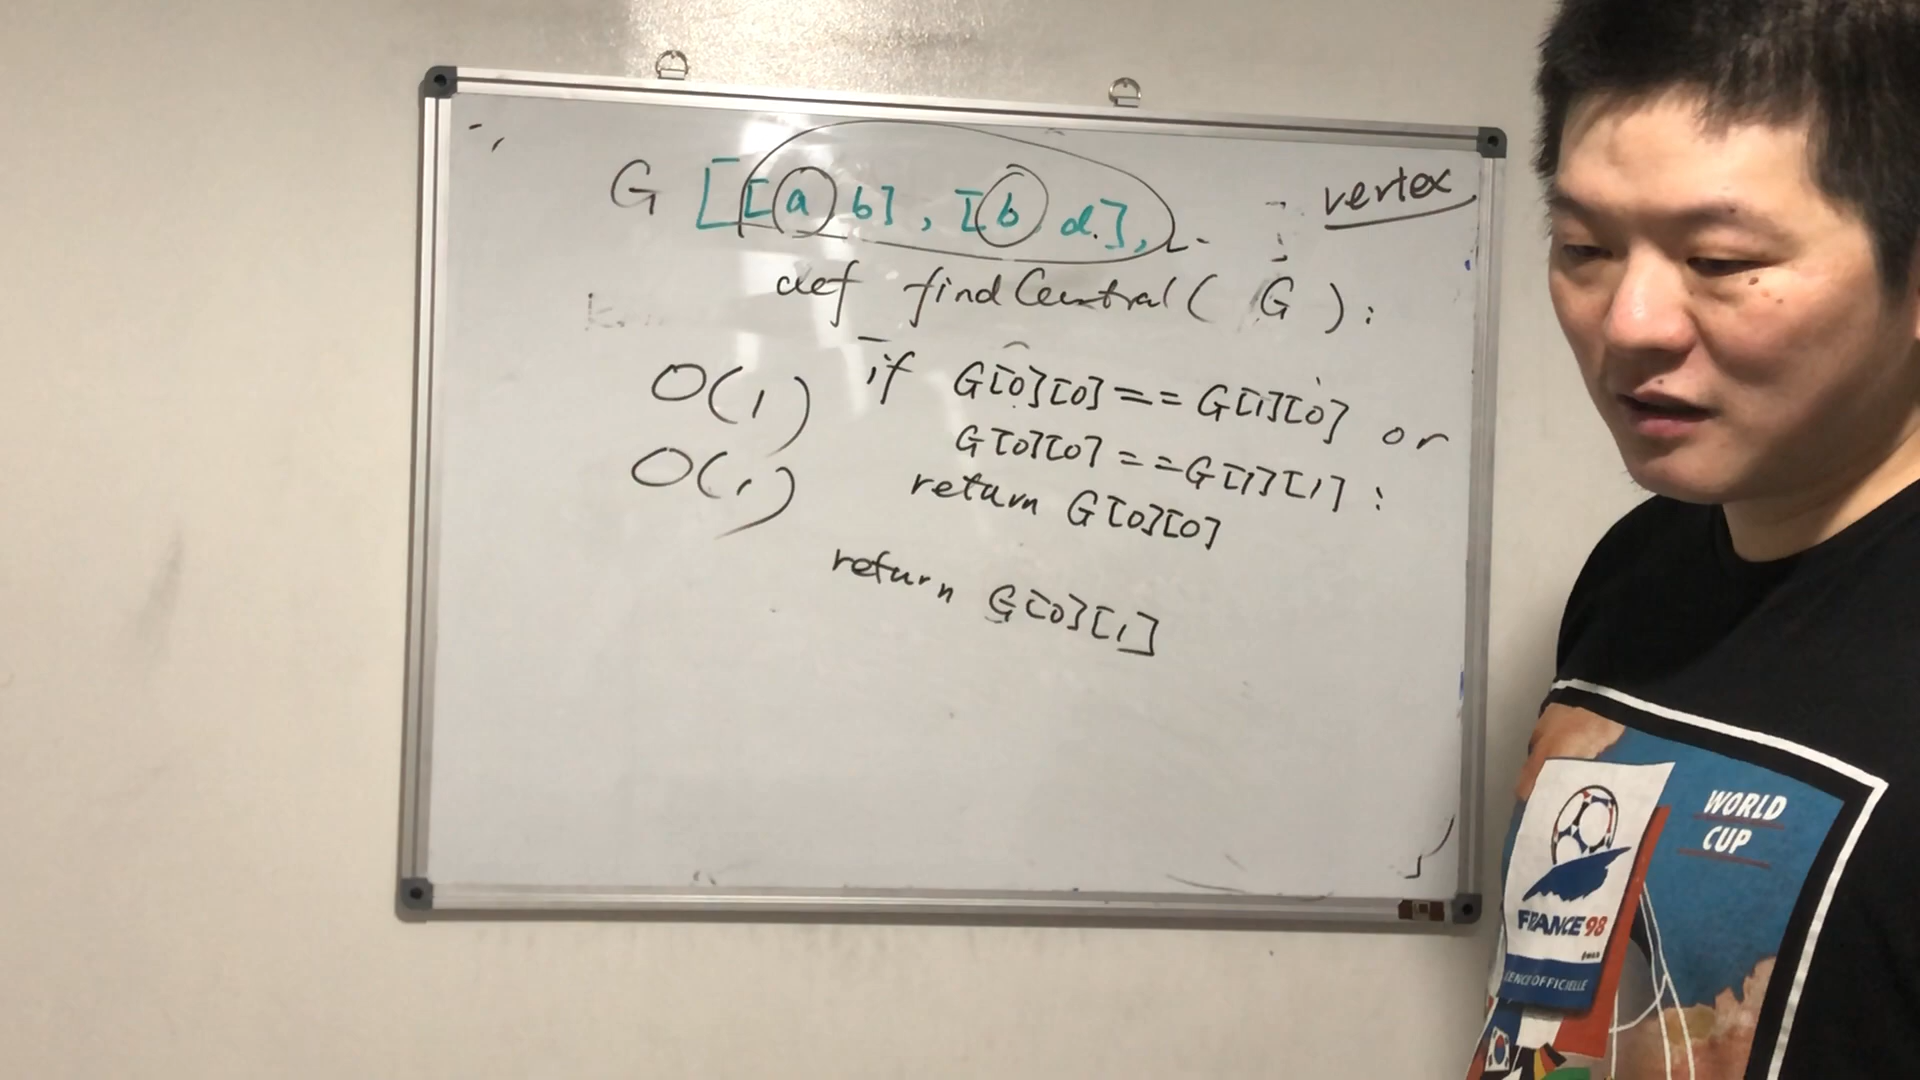 G [[a b], [b d.],
vertex
def findCentral( G ):
O(1)
if G[0][0] == G[1][0] or
G[0][0] == G[1][1] :
O(1)
return G[0][0]
return G[0][1]
WORLD
CUP
FRANCE 98